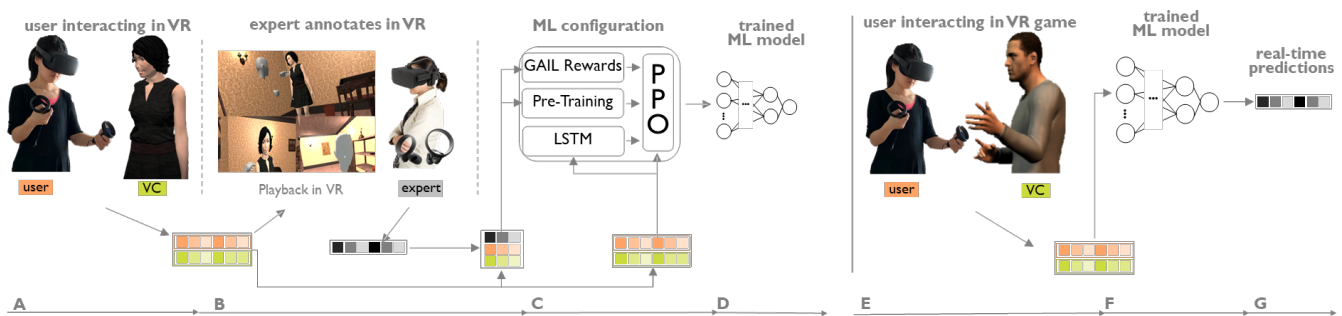 user interacting in VR
expert annotates in VR
ML configuration
trained
ML model
user interacting in VR game
trained
ML model
real-time
predictions
GAIL Rewards
Pre-Training
LSTM
P
P
O
...
...
user
VC
Playback in VR
expert
user
VC
A
B
C
D
E
F
G